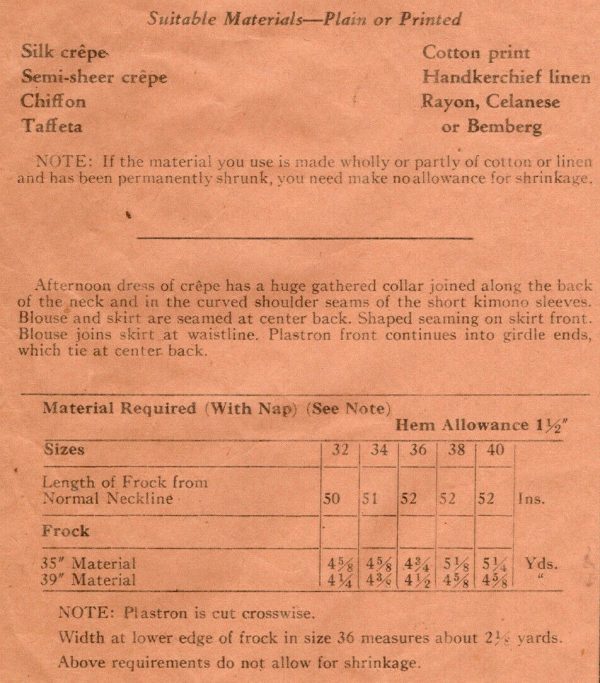 Suitable Materials—Plain or Printed
Silk crêpe Cotton print
Semi-sheer crêpe Handkerchief linen
Chiffon Rayon, Celanese
Taffeta or Bemberg
NOTE: If the material you use is made wholly or partly of cotton or linen
and has been permanently shrunk, you need make no allowance for shrinkage.
Afternoon dress of crêpe has a huge gathered collar joined along the back
of the neck and in the curved shoulder seams of the short kimono sleeves.
Blouse and skirt are seamed at center back. Shaped seaming on skirt front.
Blouse joins skirt at waistline. Plastron front continues into girdle ends,
which tie at center back.
Material Required (With Nap) (See Note)
Hem Allowance 1½″
Sizes 32 34 36 38 40
Length of Frock from
Normal Neckline 50 51 52 52 52 Ins.
Frock
35″ Material 4⅝ 4⅝ 4¾ 5⅛ 5¼ Yds.
39″ Material 4¼ 4⅜ 4½ 4⅝ 4⅝ “
NOTE: Plastron is cut crosswise.
Width at lower edge of frock in size 36 measures about yards.
Above requirements do not allow for shrinkage.